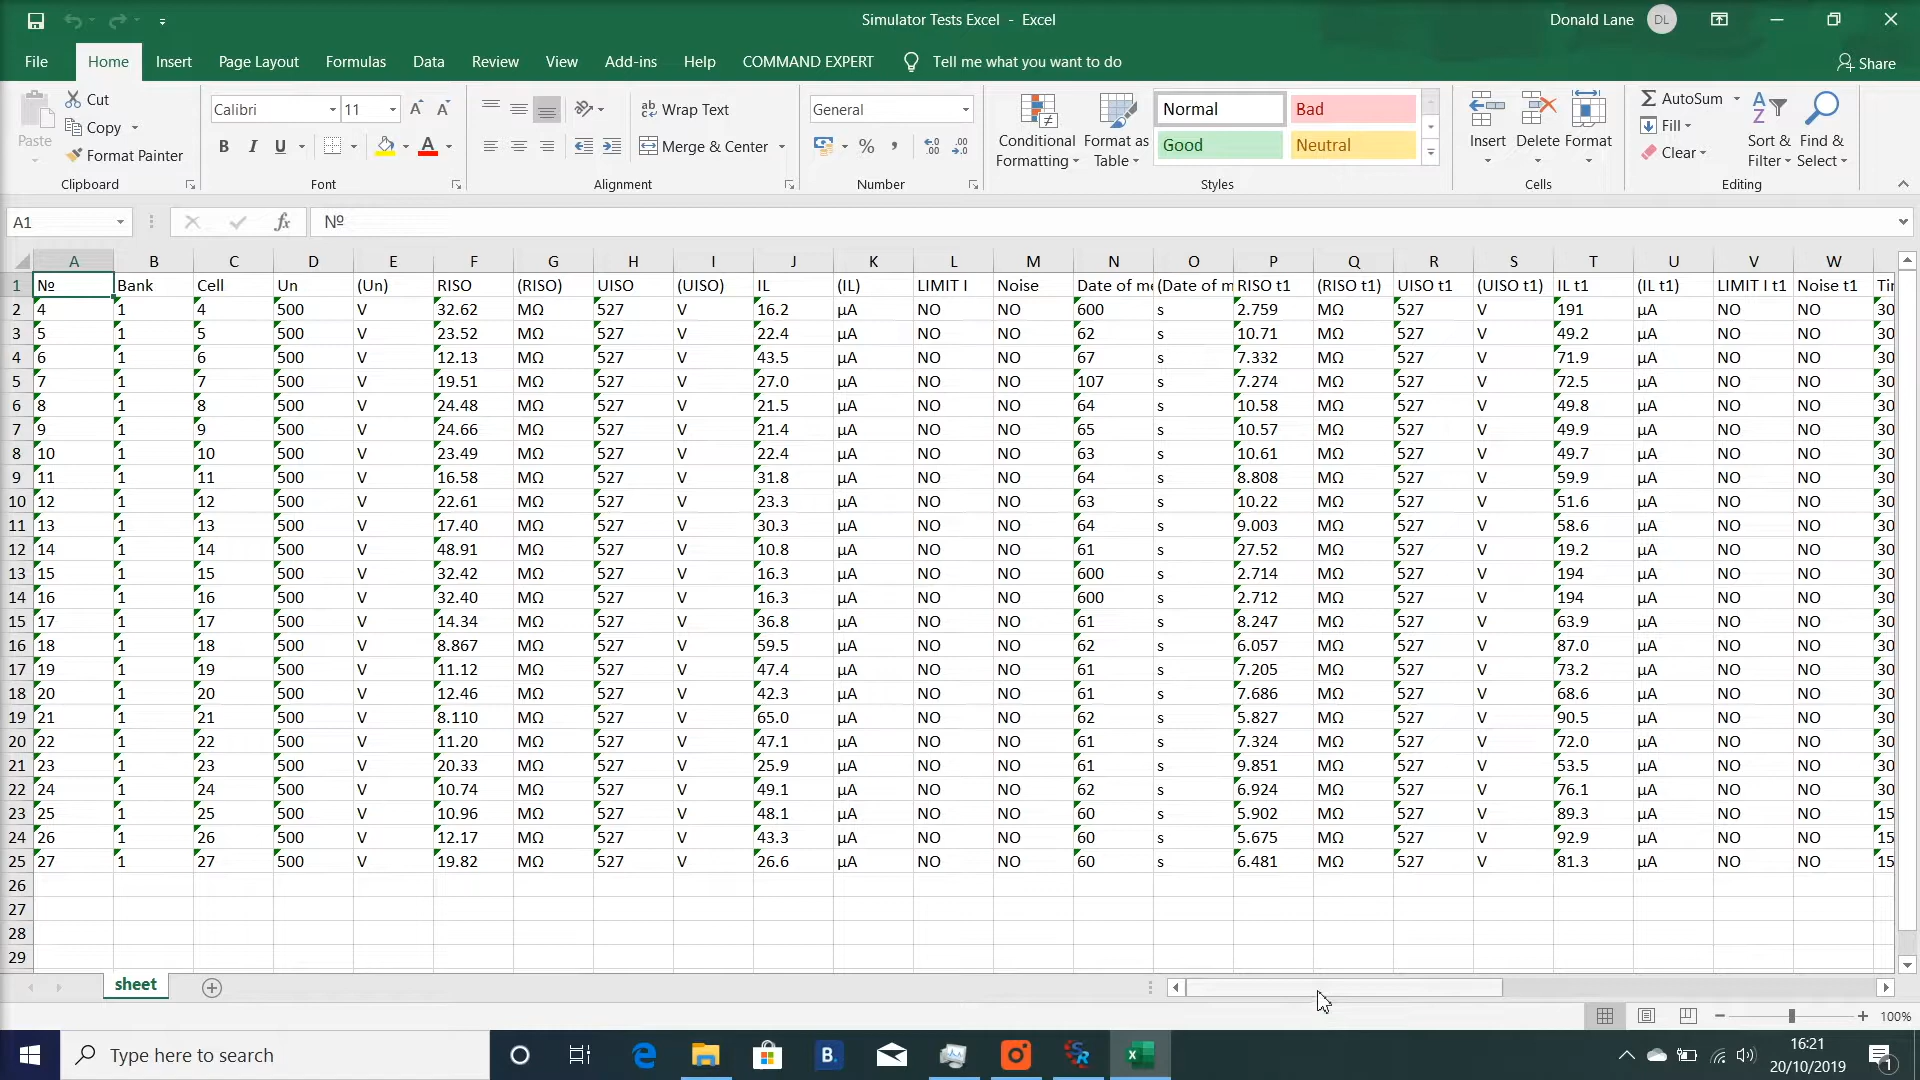 Simulator Tests Excel - Excel
Donald Lane DL
File Home Insert Page Layout Formulas Data Review View Add-ins Help COMMAND EXPERT Tell me what you want to do Share
Paste
Cut
Copy
Format Painter
Clipboard
Calibri 11 A A
B I U A
Font
ab Wrap Text
Merge & Center
Alignment
General
% ,
Number
Conditional Formatting
Format as Table
Normal Bad
Good Neutral
Styles
Insert Delete Format
Cells
AutoSum
Fill
Clear
Sort & Filter
Find & Select
Editing
A1 fx Nº
A B C D E F G H I J K L M N O P Q R S T U V W
1 Nº Bank Cell Un (Un) RISO (RISO) UISO (UISO) IL (IL) LIMIT I Noise Date of me (Date of m RISO t1 (RISO t1) UISO t1 (UISO t1) IL t1 (IL t1) LIMIT I t1 Noise t1 Tir
2 4 1 4 500 V 32.62 MΩ 527 V 16.2 µA NO NO 600 s 2.759 MΩ 527 V 191 µA NO NO 30
3 5 1 5 500 V 23.52 MΩ 527 V 22.4 µA NO NO 62 s 10.71 MΩ 527 V 49.2 µA NO NO 30
4 6 1 6 500 V 12.13 MΩ 527 V 43.5 µA NO NO 67 s 7.332 MΩ 527 V 71.9 µA NO NO 30
5 7 1 7 500 V 19.51 MΩ 527 V 27.0 µA NO NO 107 s 7.274 MΩ 527 V 72.5 µA NO NO 30
6 8 1 8 500 V 24.48 MΩ 527 V 21.5 µA NO NO 64 s 10.58 MΩ 527 V 49.8 µA NO NO 30
7 9 1 9 500 V 24.66 MΩ 527 V 21.4 µA NO NO 65 s 10.57 MΩ 527 V 49.9 µA NO NO 30
8 10 1 10 500 V 23.49 MΩ 527 V 22.4 µA NO NO 63 s 10.61 MΩ 527 V 49.7 µA NO NO 30
9 11 1 11 500 V 16.58 MΩ 527 V 31.8 µA NO NO 64 s 8.808 MΩ 527 V 59.9 µA NO NO 30
10 12 1 12 500 V 22.61 MΩ 527 V 23.3 µA NO NO 63 s 10.22 MΩ 527 V 51.6 µA NO NO 30
11 13 1 13 500 V 17.40 MΩ 527 V 30.3 µA NO NO 64 s 9.003 MΩ 527 V 58.6 µA NO NO 30
12 14 1 14 500 V 48.91 MΩ 527 V 10.8 µA NO NO 61 s 27.52 MΩ 527 V 19.2 µA NO NO 30
13 15 1 15 500 V 32.42 MΩ 527 V 16.3 µA NO NO 600 s 2.714 MΩ 527 V 194 µA NO NO 30
14 16 1 16 500 V 32.40 MΩ 527 V 16.3 µA NO NO 600 s 2.712 MΩ 527 V 194 µA NO NO 30
15 17 1 17 500 V 14.34 MΩ 527 V 36.8 µA NO NO 61 s 8.247 MΩ 527 V 63.9 µA NO NO 30
16 18 1 18 500 V 8.867 MΩ 527 V 59.5 µA NO NO 62 s 6.057 MΩ 527 V 87.0 µA NO NO 30
17 19 1 19 500 V 11.12 MΩ 527 V 47.4 µA NO NO 61 s 7.205 MΩ 527 V 73.2 µA NO NO 30
18 20 1 20 500 V 12.46 MΩ 527 V 42.3 µA NO NO 61 s 7.686 MΩ 527 V 68.6 µA NO NO 30
19 21 1 21 500 V 8.110 MΩ 527 V 65.0 µA NO NO 62 s 5.827 MΩ 527 V 90.5 µA NO NO 30
20 22 1 22 500 V 11.20 MΩ 527 V 47.1 µA NO NO 61 s 7.324 MΩ 527 V 72.0 µA NO NO 30
21 23 1 23 500 V 20.33 MΩ 527 V 25.9 µA NO NO 61 s 9.851 MΩ 527 V 53.5 µA NO NO 30
22 24 1 24 500 V 10.74 MΩ 527 V 49.1 µA NO NO 62 s 6.924 MΩ 527 V 76.1 µA NO NO 30
23 25 1 25 500 V 10.96 MΩ 527 V 48.1 µA NO NO 60 s 5.902 MΩ 527 V 89.3 µA NO NO 15
24 26 1 26 500 V 12.17 MΩ 527 V 43.3 µA NO NO 60 s 5.675 MΩ 527 V 92.9 µA NO NO 15
25 27 1 27 500 V 19.82 MΩ 527 V 26.6 µA NO NO 60 s 6.481 MΩ 527 V 81.3 µA NO NO 15
26
27
28
29
sheet
100%
Type here to search
B.
16:21
20/10/2019
1